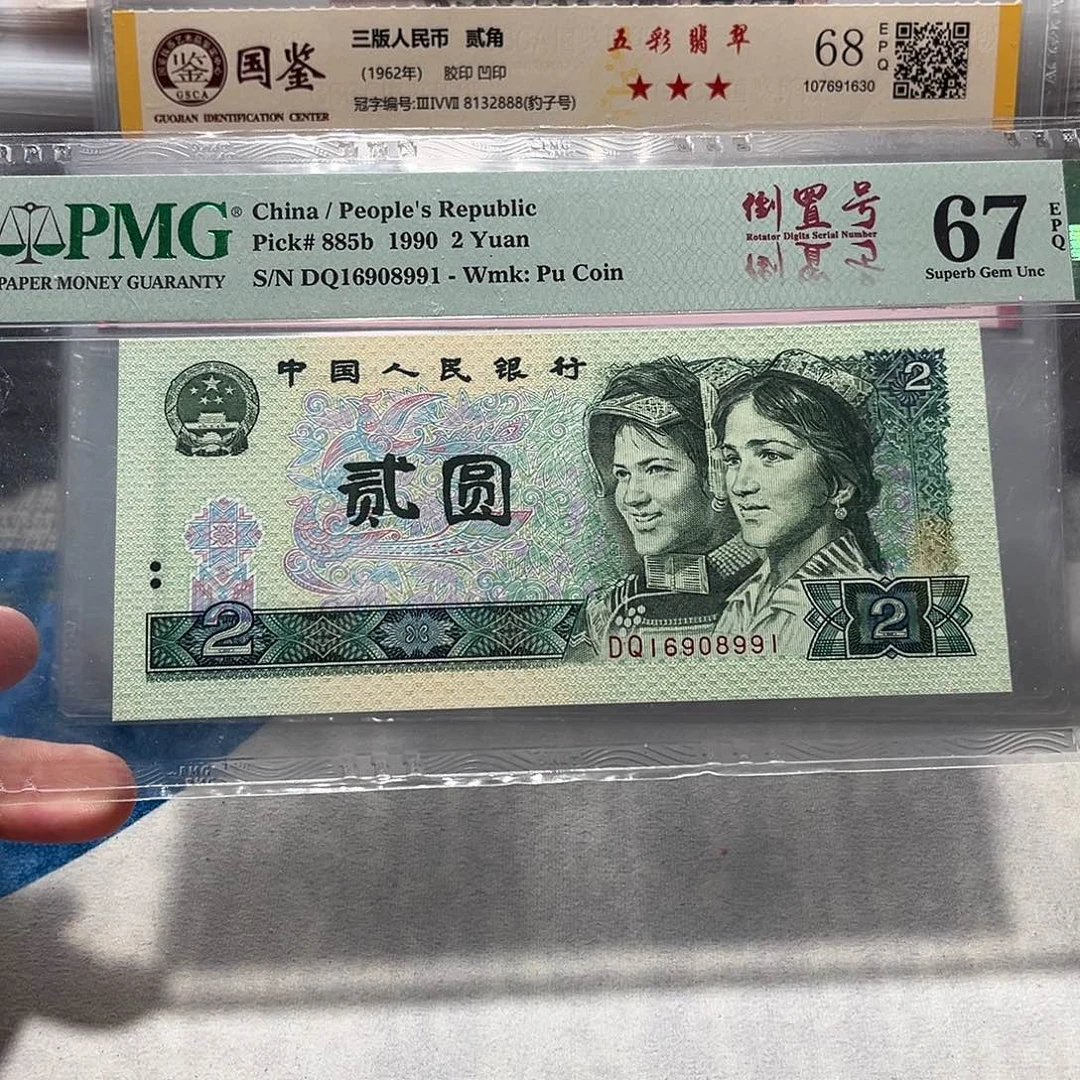 国鉴
GSCA
GUOJIAN IDENTIFICATION CENTER
三版人民币 贰角
(1962年) 胶印 凹印
冠字编号:ⅢⅣⅦ 8132888(豹子号)
五彩翡翠
★★★
68
EPQ
107691630
PMG®
PAPER MONEY GUARANTY
China / People's Republic
Pick# 885b 1990 2 Yuan
S/N DQ16908991 - Wmk: Pu Coin
倒置号
Rotator Digits Serial Number
67
EPQ
Superb Gem Unc
中国人民银行
2
贰圆
2
DQ16908991
2